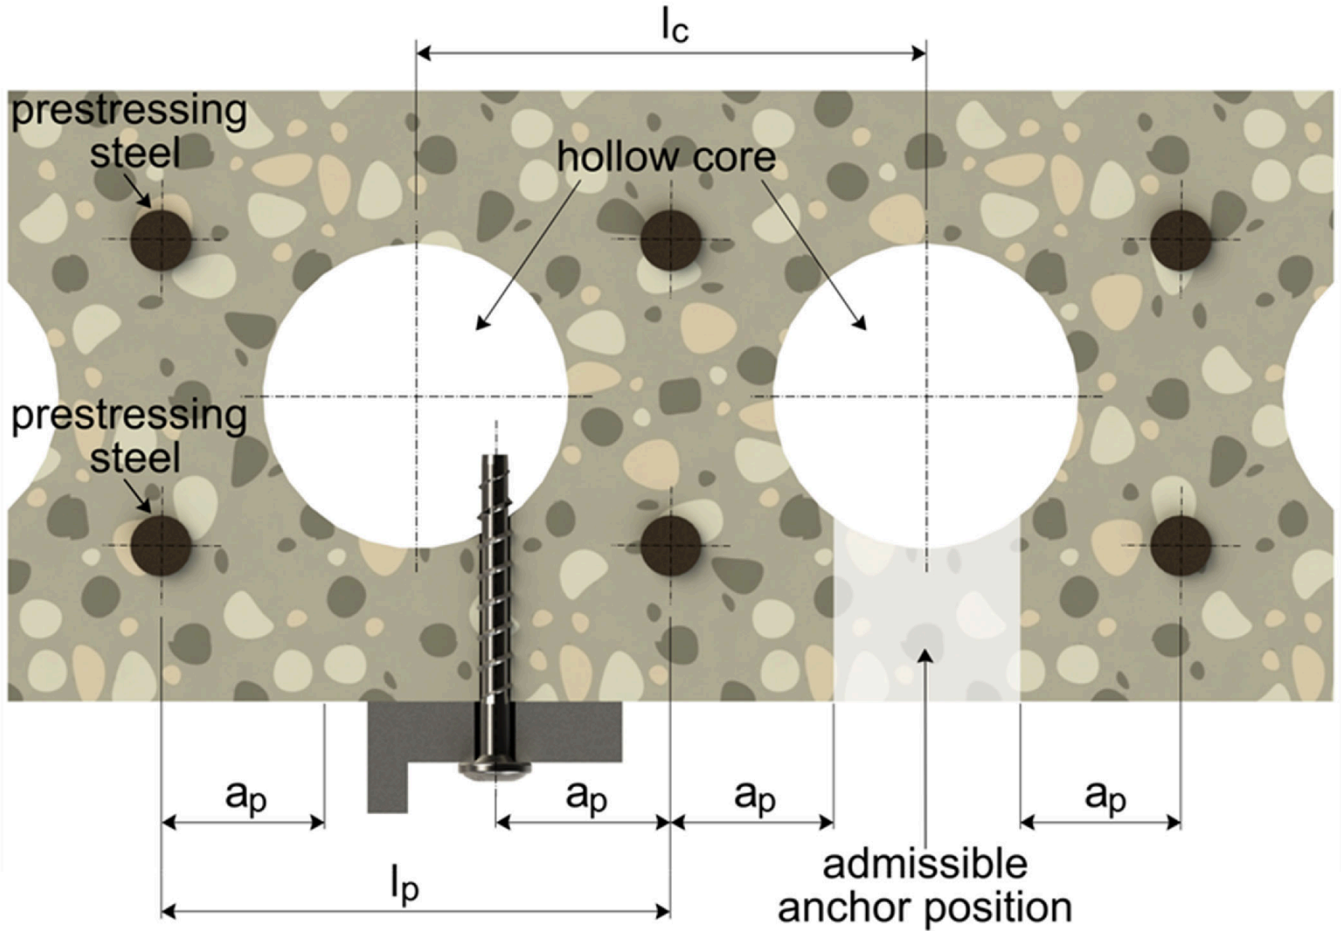 lc
prestressing
steel
hollow core
prestressing
steel
ap
ap
ap
ap
lp
admissible
anchor position